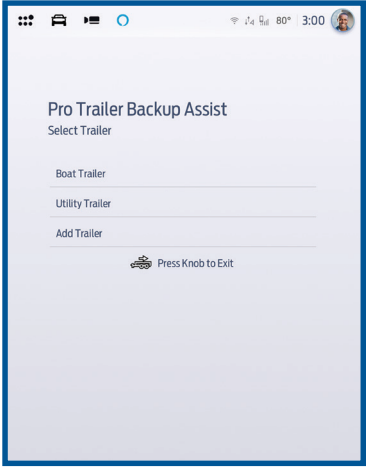 80° 3:00
Pro Trailer Backup Assist
Select Trailer
Boat Trailer
Utility Trailer
Add Trailer
Press Knob to Exit